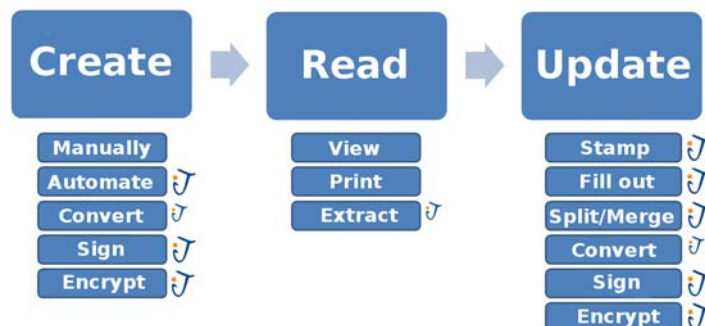 Create
Read
Update
Manually
Automate
Convert
Sign
Encrypt
View
Print
Extract
Stamp
Fill out
Split/Merge
Convert
Sign
Encrypt